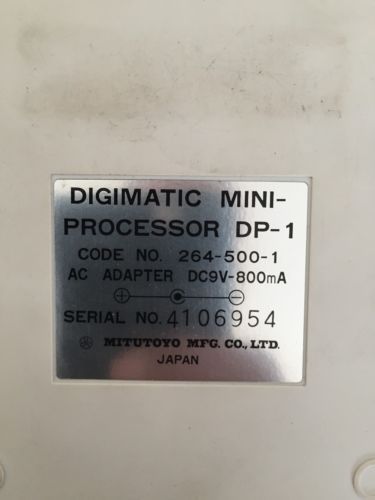 DIGIMATIC MINI-
PROCESSOR DP-1
CODE NO. 264-500-1
AC ADAPTER DC9V-800mA
SERIAL NO. 4106954
MITUTOYO MFG. CO., LTD.
JAPAN